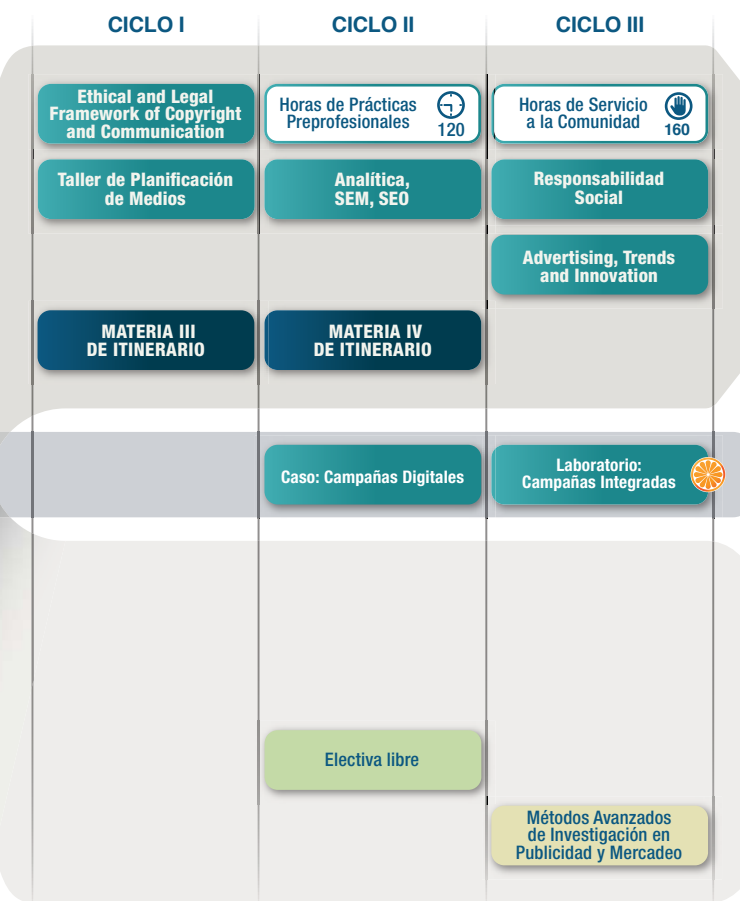 CICLO I
CICLO II
CICLO III
Ethical and Legal
Framework of Copyright
and Communication
Horas de Prácticas
Preprofesionales
120
Horas de Servicio
a la Comunidad
160
Taller de Planificación
de Medios
Analítica,
SEM, SEO
Responsabilidad
Social
Advertising, Trends
and Innovation
MATERIA III
DE ITINERARIO
MATERIA IV
DE ITINERARIO
Caso: Campañas Digitales
Laboratorio:
Campañas Integradas
Electiva libre
Métodos Avanzados
de Investigación en
Publicidad y Mercadeo